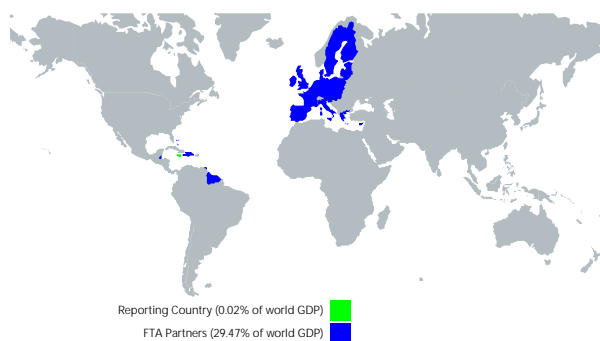 Reporting Country (0.02% of world GDP)
FTA Partners (29.47% of world GDP)